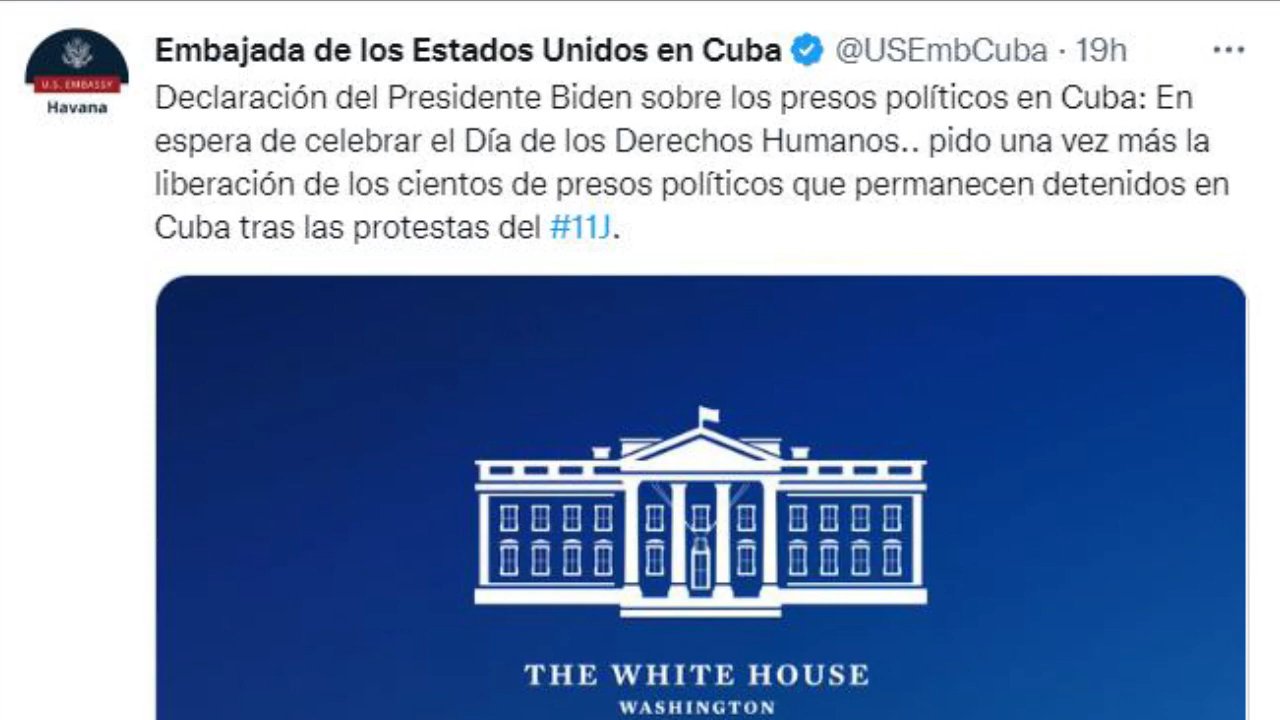 Embajada de los Estados Unidos en Cuba @USEmbCuba · 19h
U.S. EMBASSY
Havana
Declaración del Presidente Biden sobre los presos políticos en Cuba: En
espera de celebrar el Día de los Derechos Humanos.. pido una vez más la
liberación de los cientos de presos políticos que permanecen detenidos en
Cuba tras las protestas del #11J.
THE WHITE HOUSE
WASHINGTON